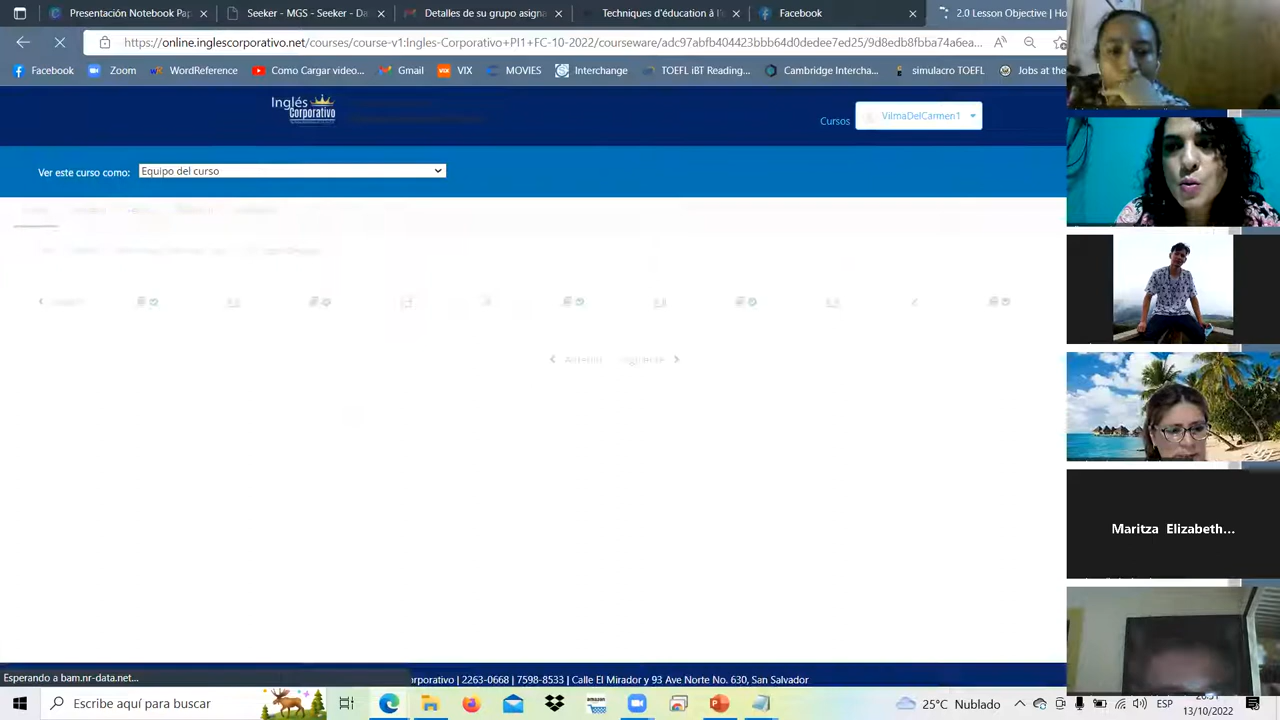 Presentación Notebook Pap
Seeker - MGS - Seeker - Da
Detalles de su grupo asigna
Techniques d'éducation à l'
Facebook
2.0 Lesson Objective | Ho
https://online.inglescorporativo.net/courses/course-v1:Ingles-Corporativo+PI1+FC-10-2022/courseware/adc97abfb404423bbb64d0dedee7ed25/9d8edb8fbba74a6ea...
Facebook
Zoom
WordReference
Como Cargar video...
Gmail
VIX
MOVIES
Interchange
TOEFL iBT Reading...
Cambridge Intercha...
simulacro TOEFL
Jobs at the
Inglés
Corporativo
Cursos
VilmaDelCarmen1
Ver este curso como:
Equipo del curso
Anterior
Siguiente
Maritza Elizabeth...
Esperando a bam.nr-data.net...
orporativo | 2263-0668 | 7598-8533 | Calle El Mirador y 93 Ave Norte No. 630, San Salvador
Escribe aquí para buscar
25°C Nublado
ESP
13/10/2022